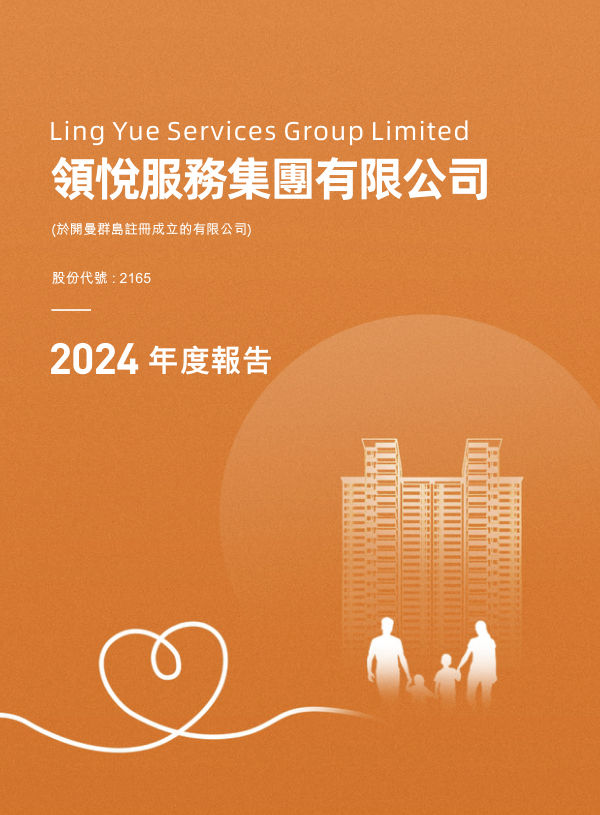 Ling Yue Services Group Limited
領悅服務集團有限公司
(於開曼群島註冊成立的有限公司)
股份代號 : 2165
2024 年度報告